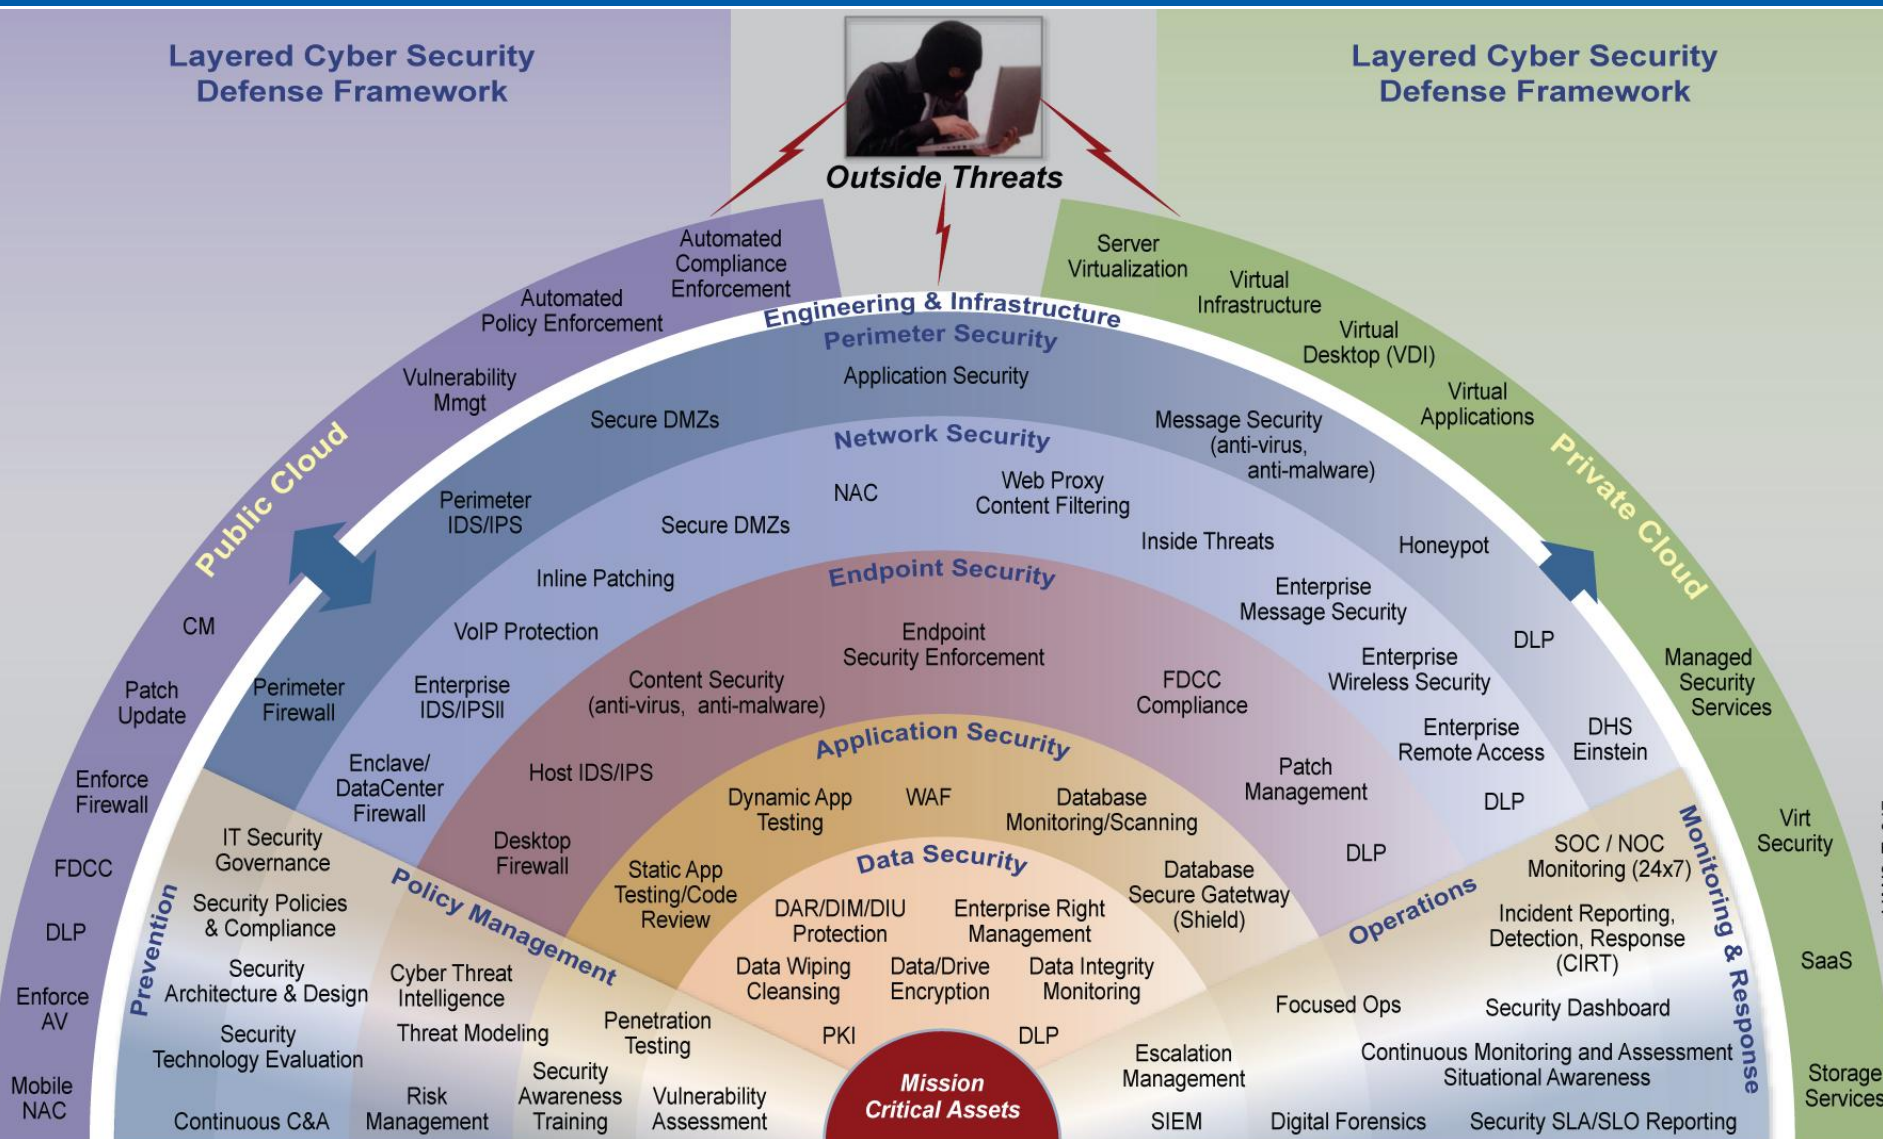 Layered Cyber Security
Defense Framework
Layered Cyber Security
Defense Framework
Outside Threats
Automated
Compliance
Enforcement
Automated
Policy Enforcement
Vulnerability
Mmgt
Public Cloud
CM
Patch
Update
Enforce
Firewall
FDCC
DLP
Enforce
AV
Mobile
NAC
Server
Virtualization
Virtual
Infrastructure
Virtual
Desktop (VDI)
Virtual
Applications
Private Cloud
Managed
Security
Services
Virt
Security
SaaS
Storage
Services
Engineering & Infrastructure
Perimeter Security
Application Security
Secure DMZs
Message Security
(anti-virus,
anti-malware)
Perimeter
IDS/IPS
Honeypot
Perimeter
Firewall
DLP
DHS
Einstein
Network Security
NAC
Web Proxy
Content Filtering
Secure DMZs
Inside Threats
Inline Patching
Enterprise
Message Security
VoIP Protection
Enterprise
Wireless Security
Enterprise
IDS/IPSII
Enterprise
Remote Access
Enclave/
DataCenter
Firewall
DLP
Endpoint Security
Endpoint
Security Enforcement
Content Security
(anti-virus, anti-malware)
FDCC
Compliance
Host IDS/IPS
Patch
Management
Desktop
Firewall
DLP
Application Security
Dynamic App
Testing
WAF
Database
Monitoring/Scanning
Static App
Testing/Code
Review
Database
Secure Gatetway
(Shield)
Data Security
DAR/DIM/DIU
Protection
Enterprise Right
Management
Data Wiping
Cleansing
Data/Drive
Encryption
Data Integrity
Monitoring
PKI
DLP
Mission
Critical Assets
Prevention
Policy Management
IT Security
Governance
Security Policies
& Compliance
Security
Architecture & Design
Cyber Threat
Intelligence
Security
Technology Evaluation
Threat Modeling
Penetration
Testing
Continuous C&A
Risk
Management
Security
Awareness
Training
Vulnerability
Assessment
Operations
Monitoring & Response
SOC / NOC
Monitoring (24x7)
Incident Reporting,
Detection, Response
(CIRT)
Focused Ops
Security Dashboard
Escalation
Management
Continuous Monitoring and Assessment
Situational Awareness
SIEM
Digital Forensics
Security SLA/SLO Reporting